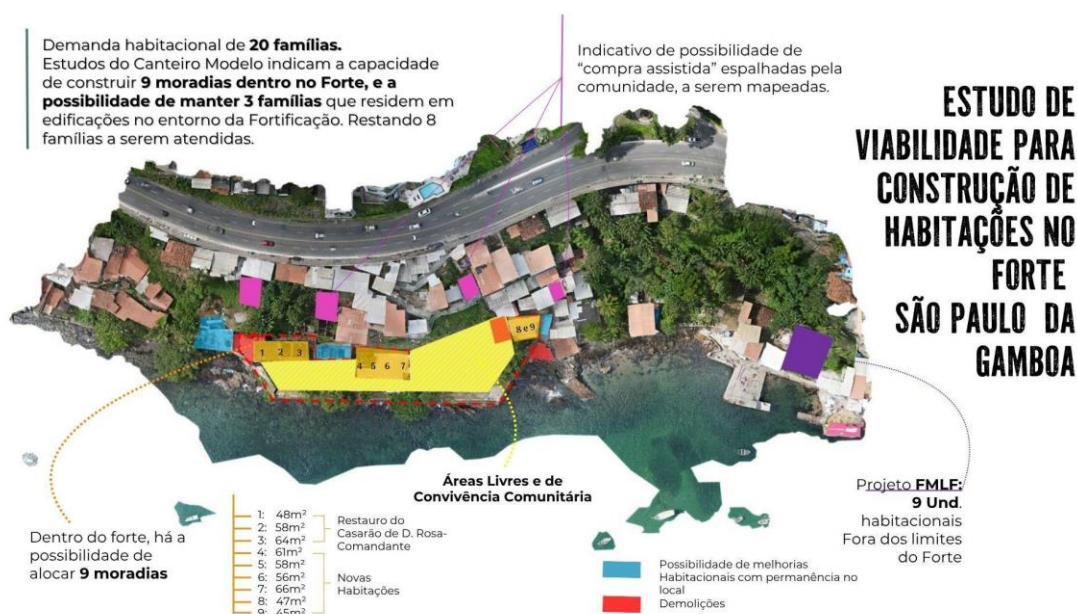 Demanda habitacional de 20 famílias.
Estudos do Canteiro Modelo indicam a capacidade
de construir 9 moradias dentro no Forte, e a
possibilidade de manter 3 famílias que residem em
edificações no entorno da Fortificação. Restando 8
famílias a serem atendidas.
Indicativo de possibilidade de
“compra assistida” espalhadas pela
comunidade, a serem mapeadas.
ESTUDO DE
VIABILIDADE PARA
CONSTRUÇÃO DE
HABITAÇÕES NO
FORTE
SÃO PAULO DA
GAMBOA
1 2 3
4 5 6 7
8 e 9
Áreas Livres e de
Convivência Comunitária
Dentro do forte, há a
possibilidade de
alocar 9 moradias
1: 48m²
2: 58m²
3: 64m²
4: 61m²
5: 58m²
6: 56m²
7: 66m²
8: 47m²
9: 45m²
Restauro do
Casarão de D. Rosa-
Comandante
Novas
Habitações
Possibilidade de melhorias
Habitacionais com permanência no
local
Demolições
Projeto FMLF:
9 Und.
habitacionais
Fora dos limites
do Forte